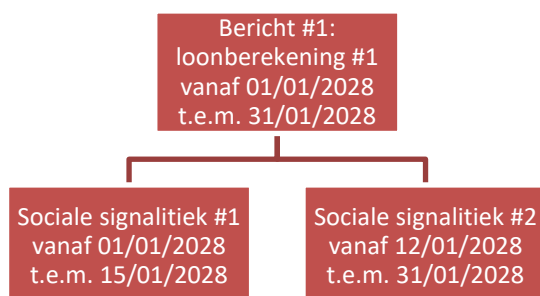 Bericht #1:
loonberekening #1
vanaf 01/01/2028
t.e.m. 31/01/2028
Sociale signalitiek #1
vanaf 01/01/2028
t.e.m. 15/01/2028
Sociale signalitiek #2
vanaf 12/01/2028
t.e.m. 31/01/2028